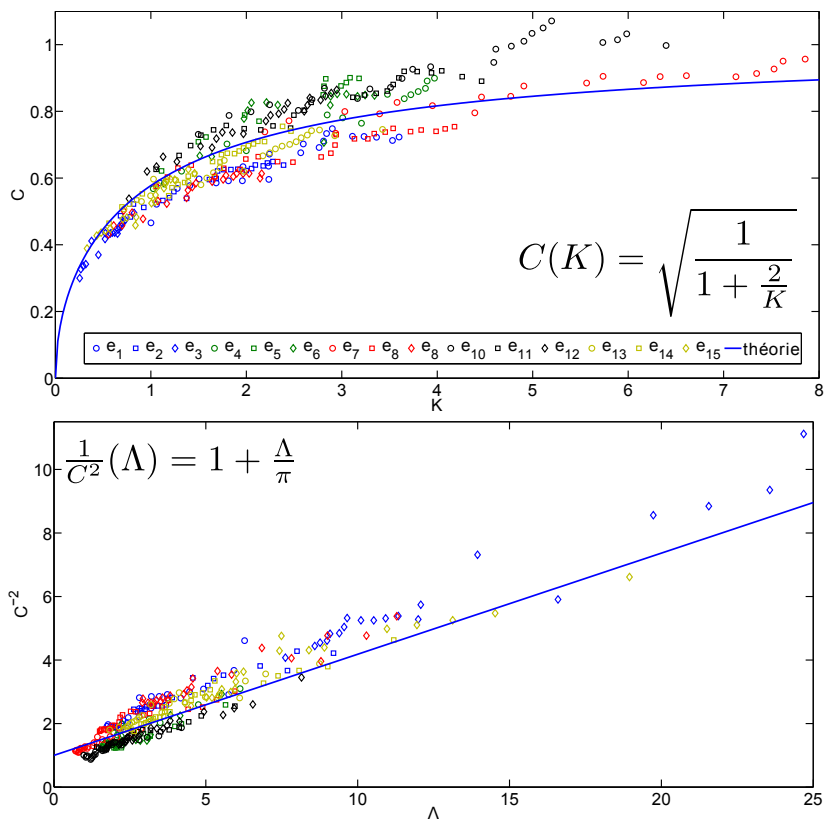 1
0.8
0.6
0.4
0.2
0
C
C(K) = √(1 / (1 + 2/K))
e₁ e₂ e₃ e₄ e₅ e₆ e₇ e₈ e₈ e₁₀ e₁₁ e₁₂ e₁₃ e₁₄ e₁₅ théorie
0 1 2 3 4 5 6 7 8
K
1/C² (Λ) = 1 + Λ/π
10
8
6
4
2
0
C⁻²
0 5 10 15 20 25
Λ